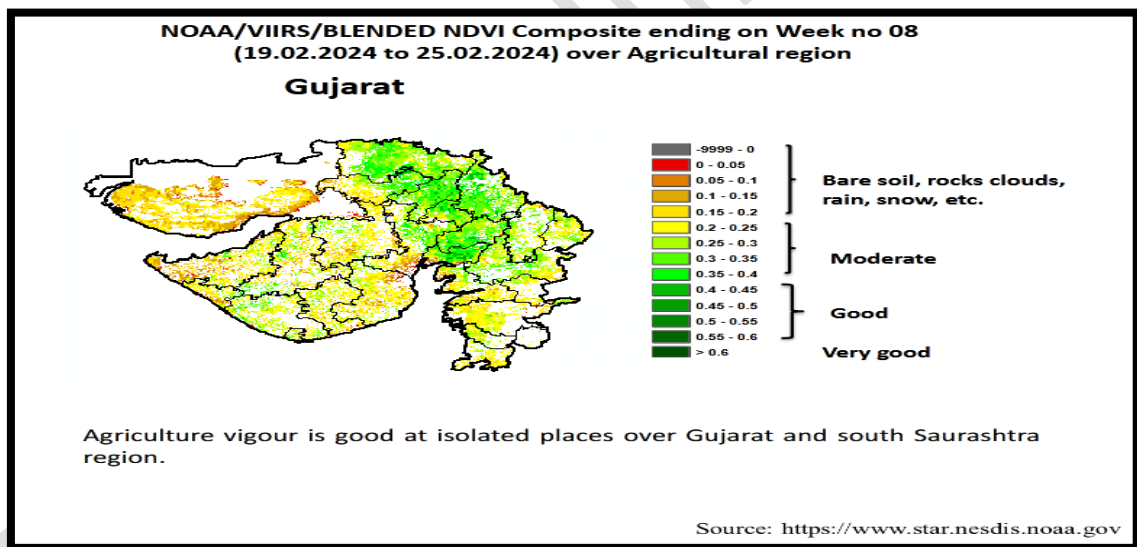 NOAA/VIIRS/BLENDED NDVI Composite ending on Week no 08
(19.02.2024 to 25.02.2024) over Agricultural region
Gujarat
-9999 - 0
0 - 0.05
0.05 - 0.1
0.1 - 0.15
0.15 - 0.2
0.2 - 0.25
0.25 - 0.3
0.3 - 0.35
0.35 - 0.4
0.4 - 0.45
0.45 - 0.5
0.5 - 0.55
0.55 - 0.6
> 0.6
Bare soil, rocks clouds,
rain, snow, etc.
Moderate
Good
Very good
Agriculture vigour is good at isolated places over Gujarat and south Saurashtra
region.
Source: https://www.star.nesdis.noaa.gov